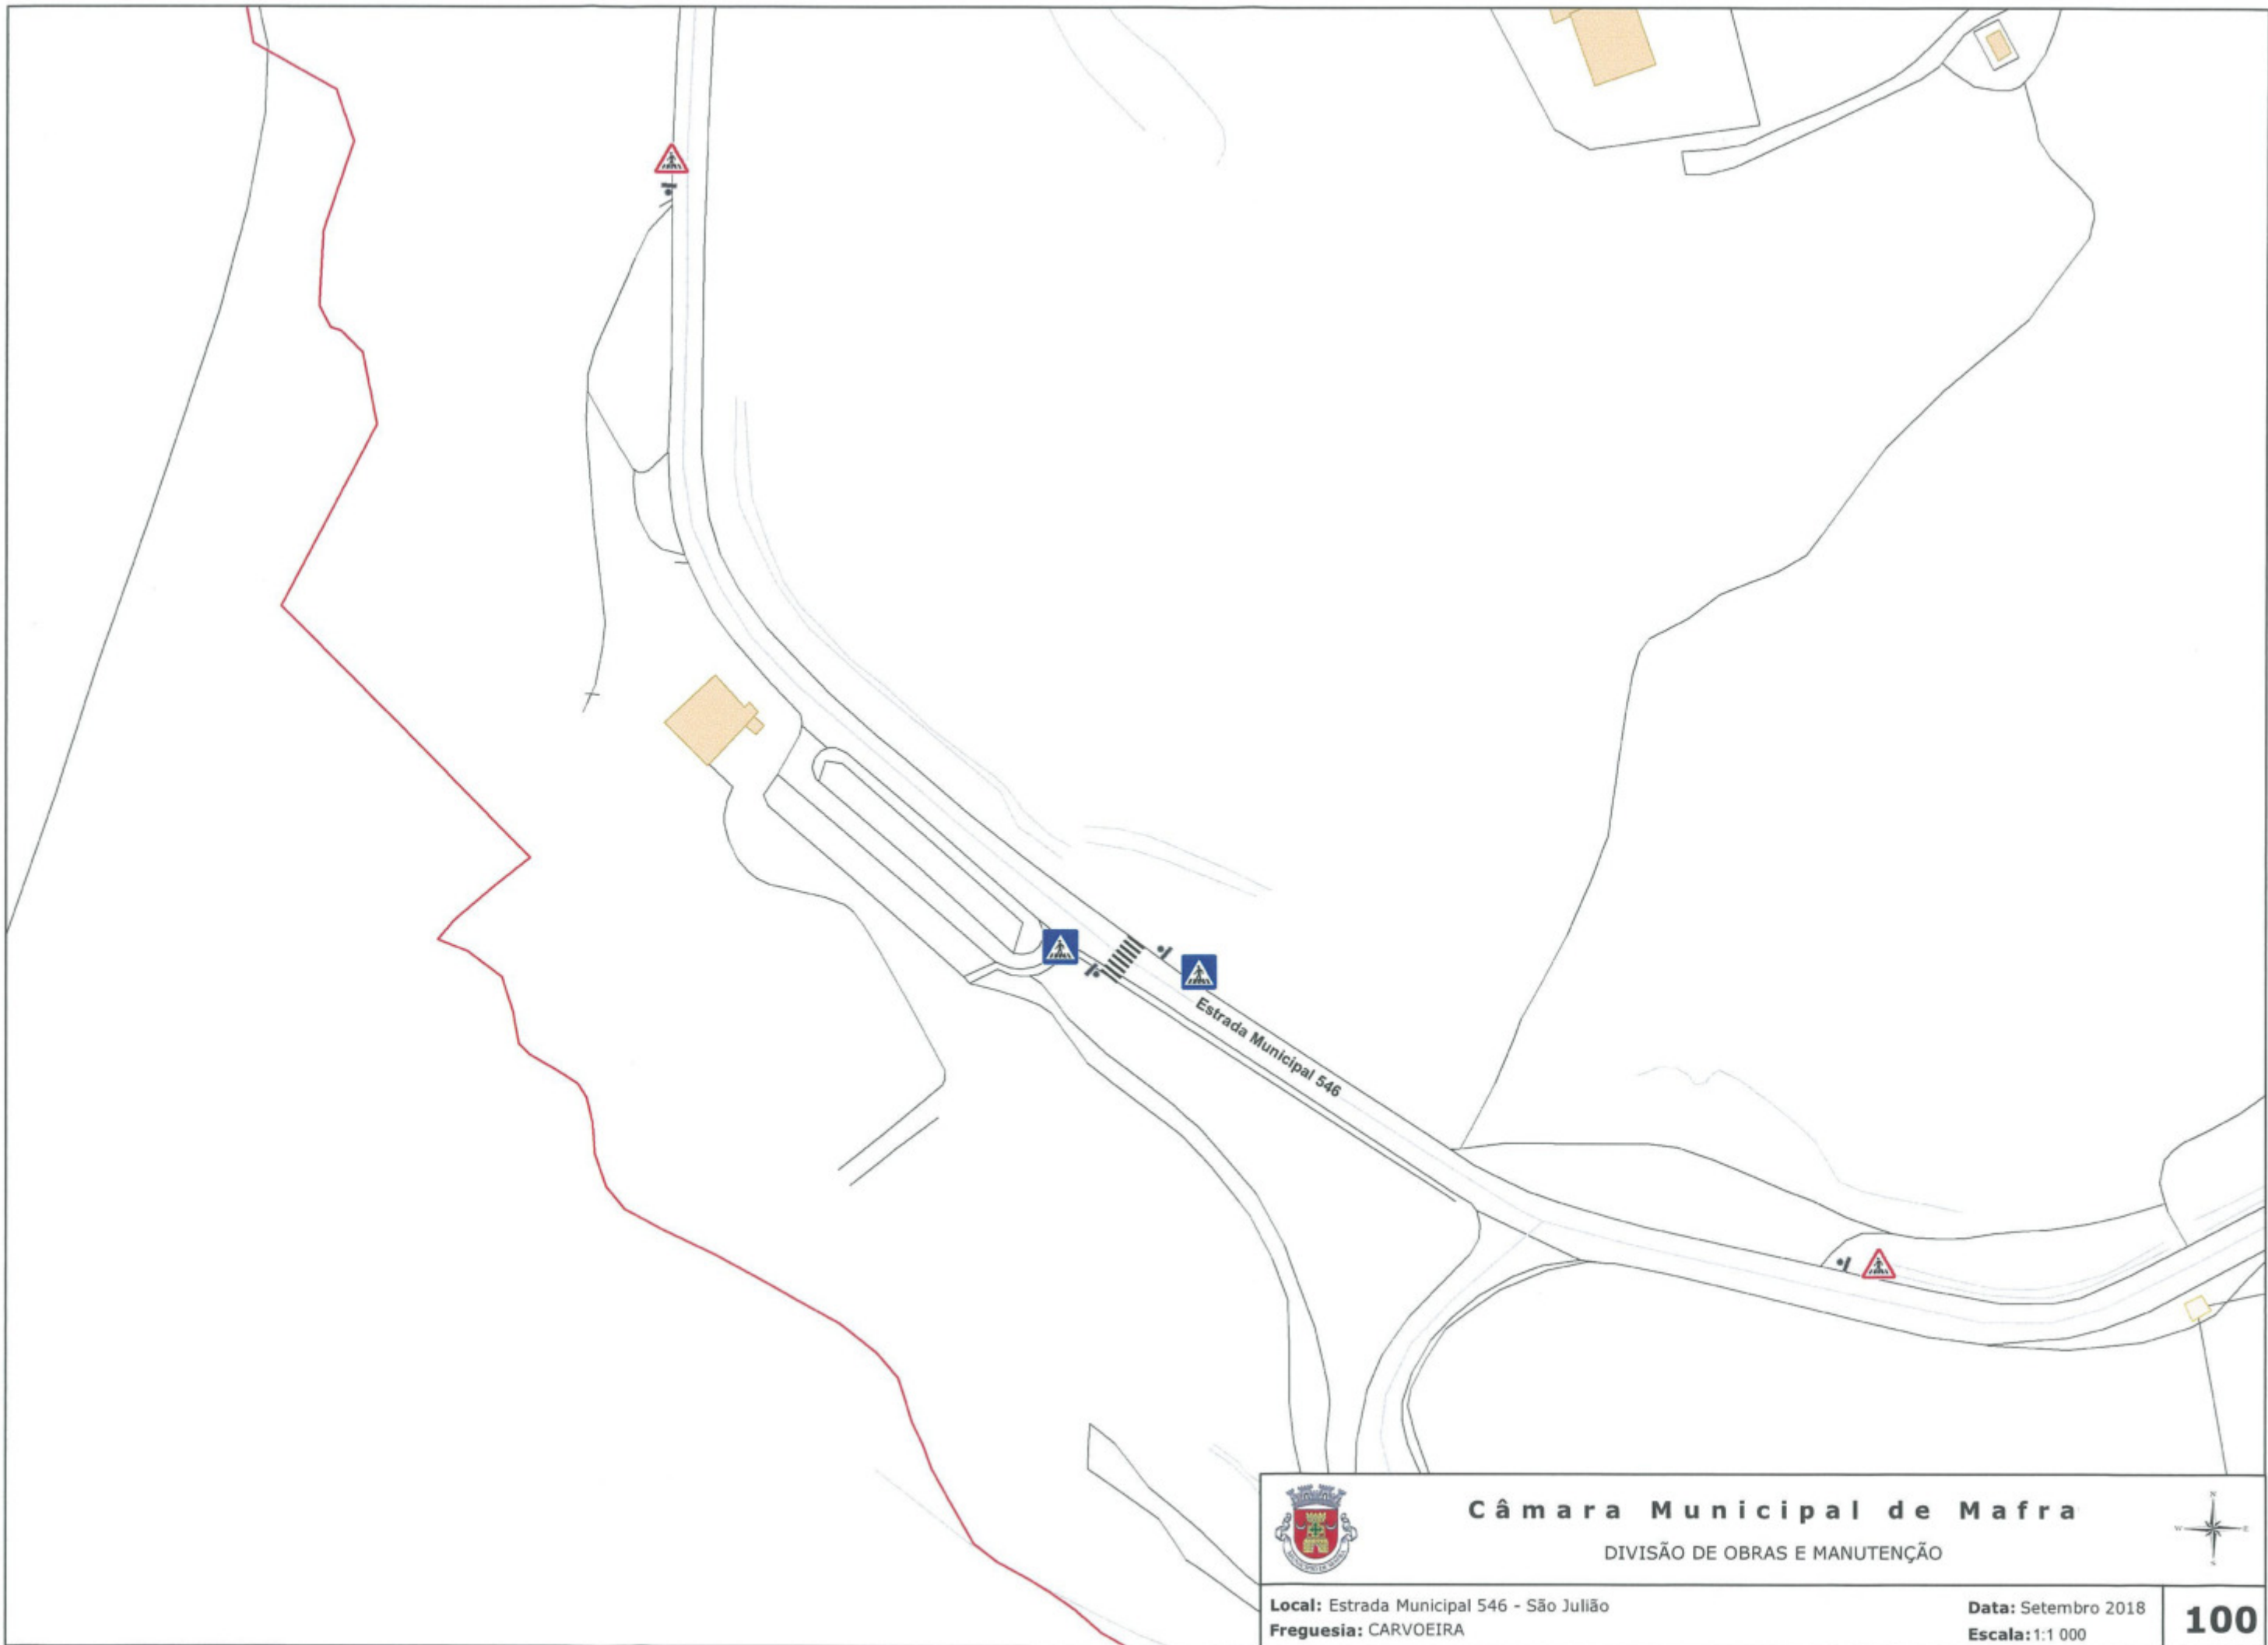 Estrada Municipal 546
Câmara Municipal de Mafra
DIVISÃO DE OBRAS E MANUTENÇÃO
N
W
E
S
Local: Estrada Municipal 546 - São Julião
Freguesia: CARVOEIRA
Data: Setembro 2018
Escala:1:1 000
100